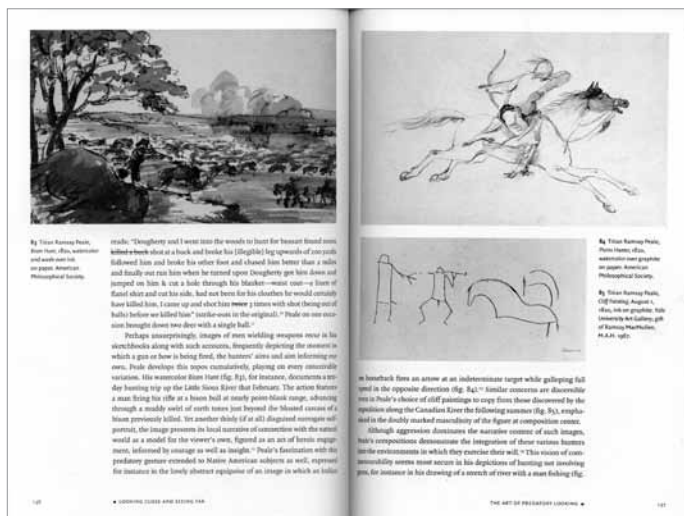 83 Titian Ramsay Peale,
Bison Hunt, 1820, watercolor
and wash over ink
on paper. American
Philosophical Society.
reads: "Dougherty and I went into the woods to hunt for
killed a buck shot at a buck and broke his [illegible] leg upwards of 200 yards
followed him and broke his other foot and chased him better than a miles
and finally out run him when he turned upon Dougherty got him down and
jumped on him & cut a hole through his blanket—waist coat—a
flanel shirt and cut his side, had not been for his clouthes he would certainly
have killed him, I came up and shot him twice 3 times with shot (being out of
balls) before we killed him" (strike-outs in the original). Peale on one occa-
sion brought down two deer with a single ball.
Perhaps unsurprisingly, images of men wielding weapons recur in his
sketchbooks along with such accounts, frequently depicting the moment in
which a gun or bow is being fired, the hunters' aims and aim informing our
own. Peale develops this topos cumulatively, playing on every conceivable
variation. His watercolor Bison Hunt (fig. 83), for instance, documents a ten-
day hunting trip up the Little Sioux River that February. The action features
a man firing his rifle at a bison bull at nearly point-blank range, advancing
through a muddy swirl of earth tones just beyond the bloated carcass of a
bison previously killed. Yet another thinly (if at all) disguised surrogate self-
portrait, the image presents its local narrative of interaction with the natural
world as a model for the viewer's own, figured as an art of heroic engage-
ment, informed by courage as well as insight. Peale's fascination with the
predatory gesture extended to Native American subjects as well, expressed
for instance in the lovely abstract equipoise of an image in which an Indian
LOOKING CLOSE AND SEEING FAR
84 Titian Ramsay Peale,
Plains Hunter, 1820,
watercolor over graphite
on paper. American
Philosophical Society.
85 Titian Ramsay Peale,
Cliff Painting, August 1,
1820, ink on graphite. Yale
University Art Gallery, gift
of Ramsay MacMullen,
M.A.H. 1967.
on horseback fires an arrow at an indeterminate target while galloping full
speed in the opposite direction (fig. 84). Similar concerns are discernible
even in Peale's choice of cliff paintings to copy from those discovered by the
expedition along the Canadian River the following summer (fig. 85), empha-
sized in the doubly marked masculinity of the figure at composition center.
Although aggression dominates the narrative content of such images,
Peale's compositions demonstrate the integration of these various hunters
into the environments in which they exercise their will. This vision of com-
mensurability seems most secure in his depictions of hunting not involving
guns, for instance in his drawing of a stretch of river with a man fishing (fig.
THE ART OF PREDATORY LOOKING